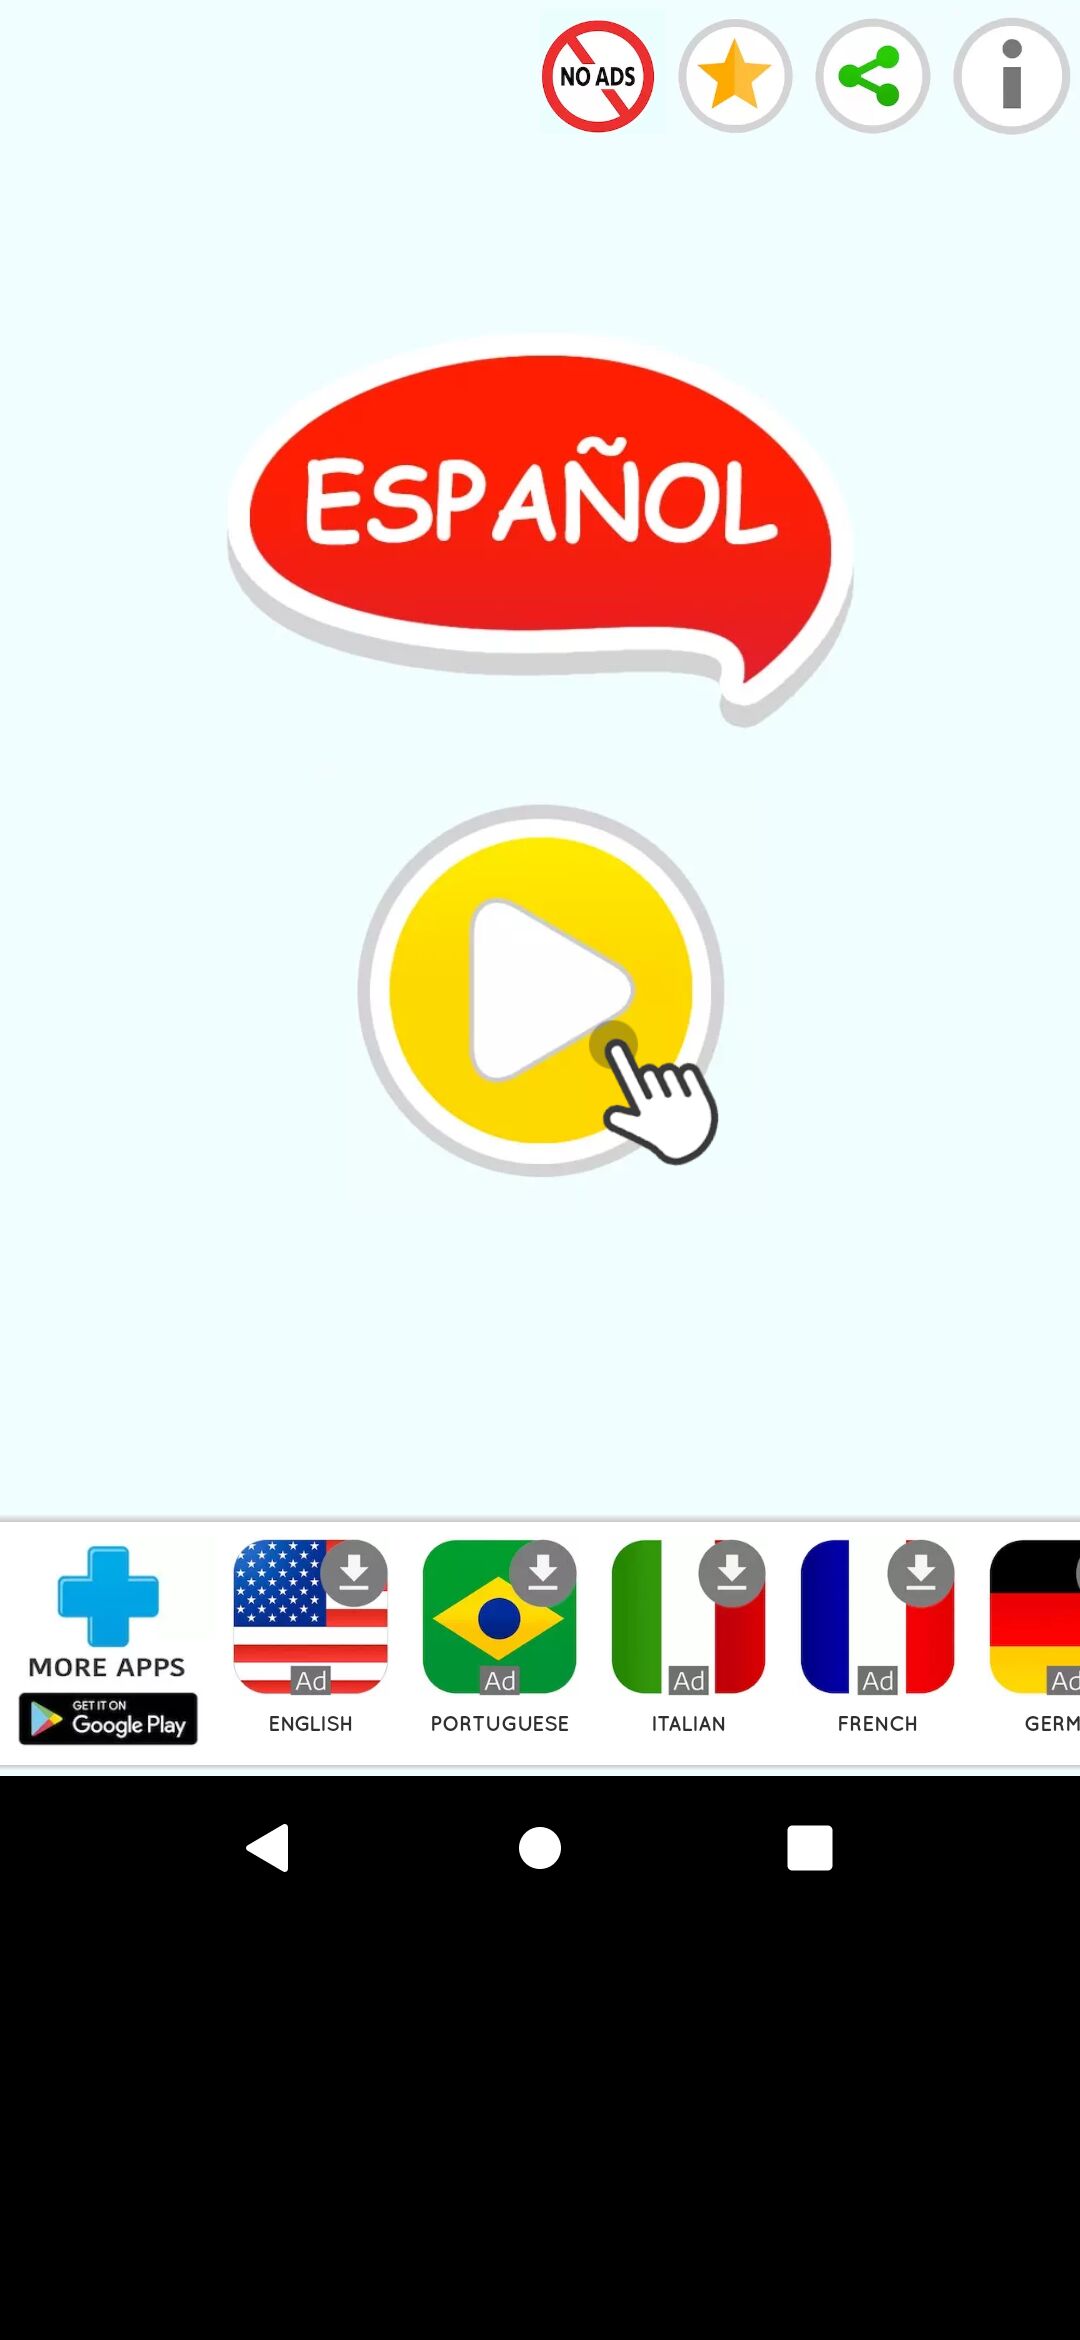 NO ADS
ESPAÑOL
MORE APPS
GET IT ON
Google Play
Ad
ENGLISH
Ad
PORTUGUESE
Ad
ITALIAN
Ad
FRENCH
Ad
GERM